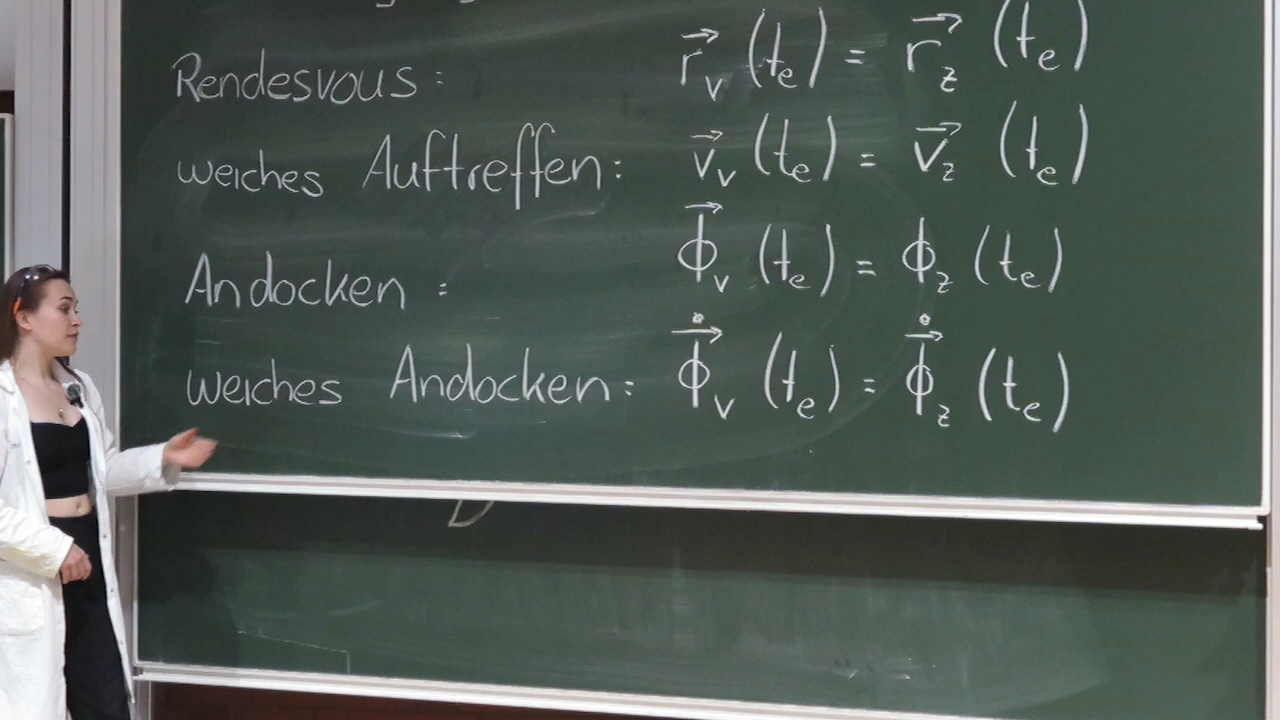 Rendesvous: r⃗_v (t_e) = r⃗_z (t_e)
weiches Auftreffen: v⃗_v (t_e) = v⃗_z (t_e)
Andocken: ϕ⃗_v (t_e) = ϕ_z (t_e)
weiches Andocken: ϕ⃗̇_v (t_e) = ϕ⃗̇_z (t_e)